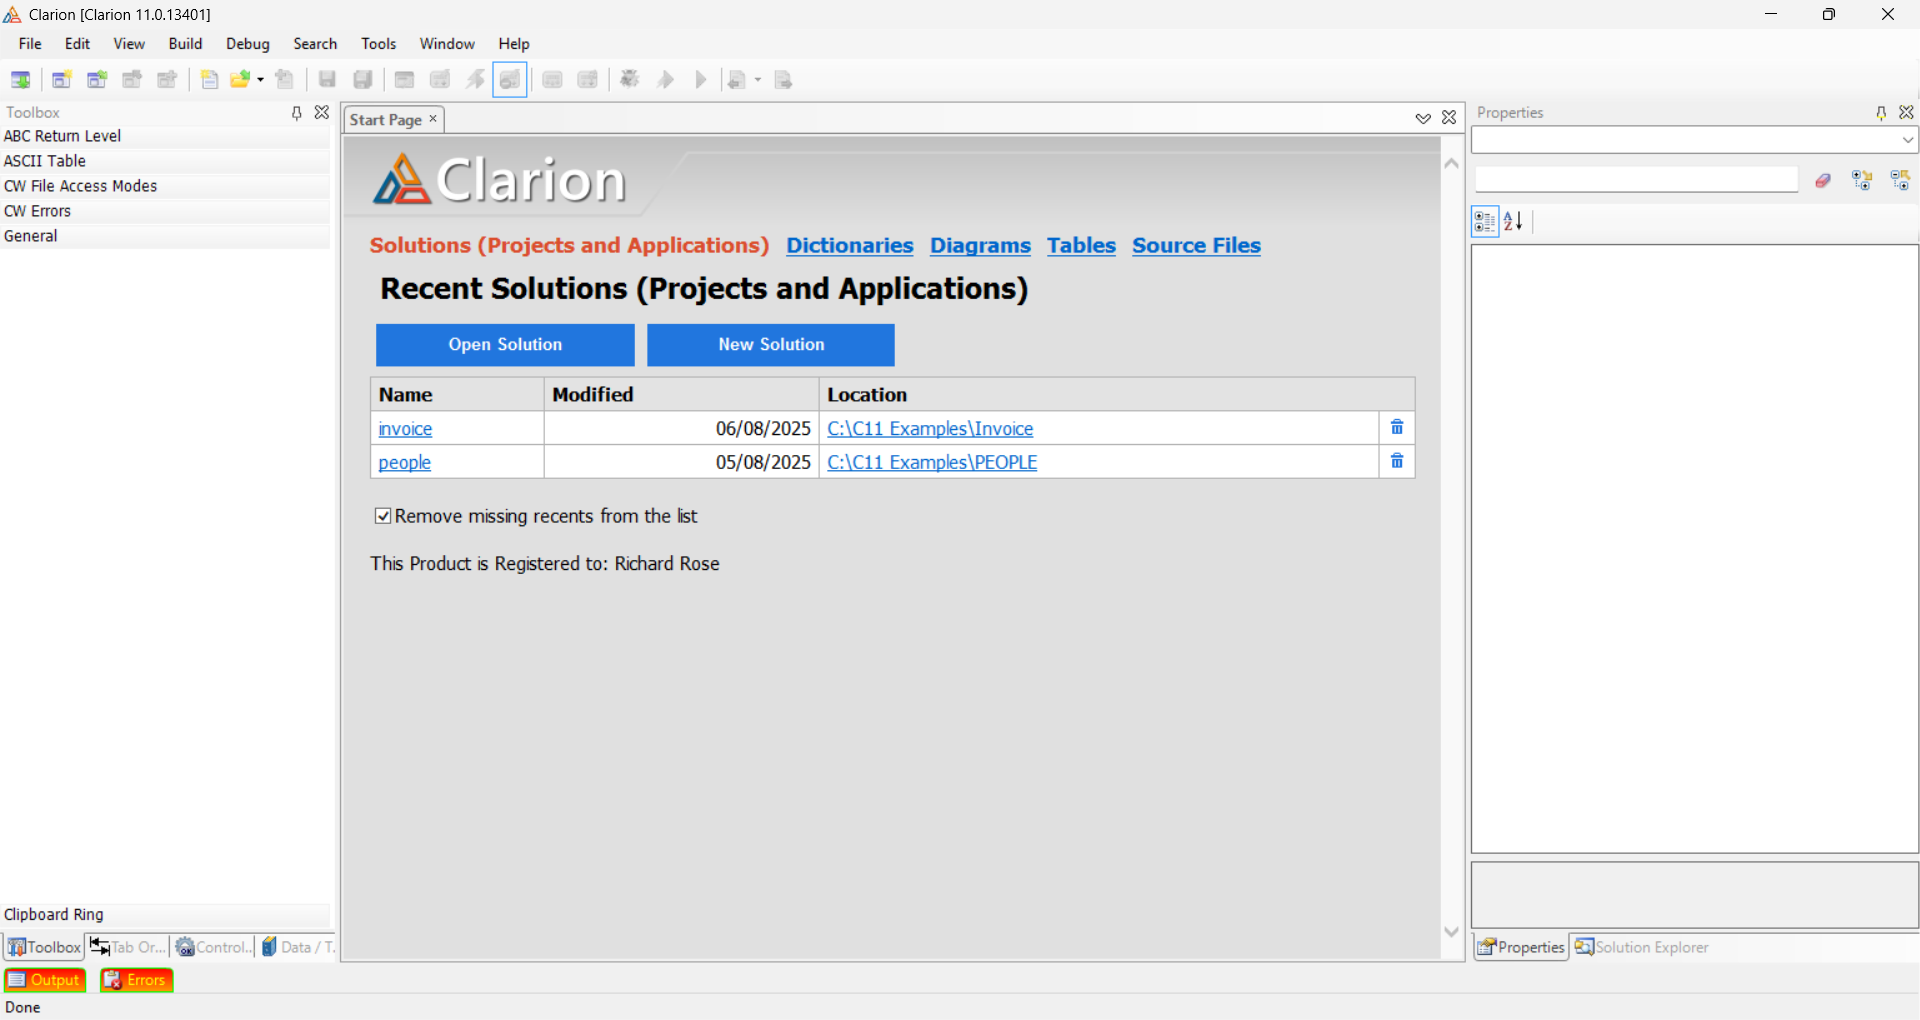 Clarion [Clarion 11.0.13401]
File Edit View Build Debug Search Tools Window Help
Toolbox
ABC Return Level
ASCII Table
CW File Access Modes
CW Errors
General
Clipboard Ring
Toolbox Tab Or... Control... Data / T...
Start Page
Clarion
Solutions (Projects and Applications) Dictionaries Diagrams Tables Source Files
Recent Solutions (Projects and Applications)
Open Solution New Solution
Name Modified Location
invoice 06/08/2025 C:\C11 Examples\Invoice
people 05/08/2025 C:\C11 Examples\PEOPLE
Remove missing recents from the list
This Product is Registered to: Richard Rose
Properties
Properties Solution Explorer
Output Errors
Done